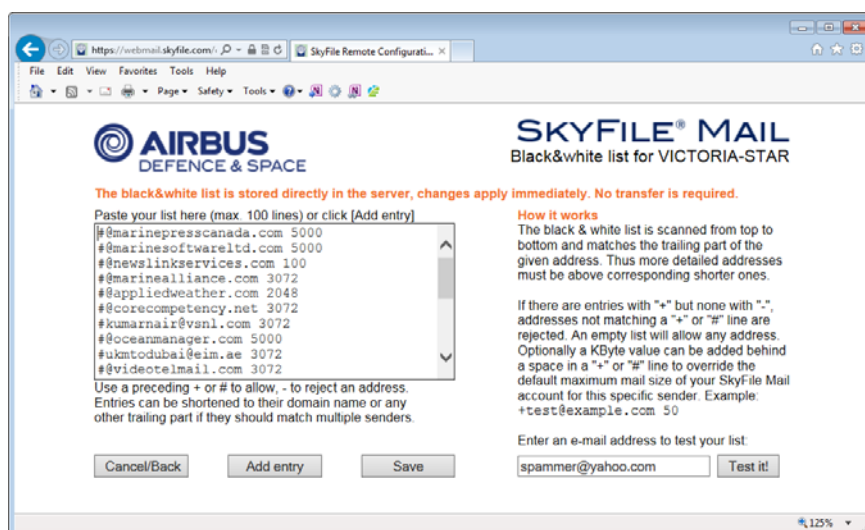 https://webmail.skyfile.com/
SkyFile Remote Configurati...
File Edit View Favorites Tools Help
Page Safety Tools
AIRBUS
DEFENCE & SPACE
SKYFILE® MAIL
Black&white list for VICTORIA-STAR
The black&white list is stored directly in the server, changes apply immediately. No transfer is required.
Paste your list here (max. 100 lines) or click [Add entry]
#@marinepresscanada.com 5000
#@marinesoftwareltd.com 5000
#@newslinkservices.com 100
#@marinealliance.com 3072
#@appliedweather.com 2048
#@corecompetency.net 3072
#kumarnair@vsnl.com 3072
#@oceanmanager.com 5000
#ukmtodubai@eim.ae 3072
#@videotelmail.com 3072
Use a preceding + or # to allow, - to reject an address.
Entries can be shortened to their domain name or any
other trailing part if they should match multiple senders.
Cancel/Back
Add entry
Save
How it works
The black & white list is scanned from top to
bottom and matches the trailing part of the
given address. Thus more detailed addresses
must be above corresponding shorter ones.
If there are entries with "+" but none with "-",
addresses not matching a "+" or "#" line are
rejected. An empty list will allow any address.
Optionally a KByte value can be added behind
a space in a "+" or "#" line to override the
default maximum mail size of your SkyFile Mail
account for this specific sender. Example:
+test@example.com 50
Enter an e-mail address to test your list:
spammer@yahoo.com
Test it!
125%